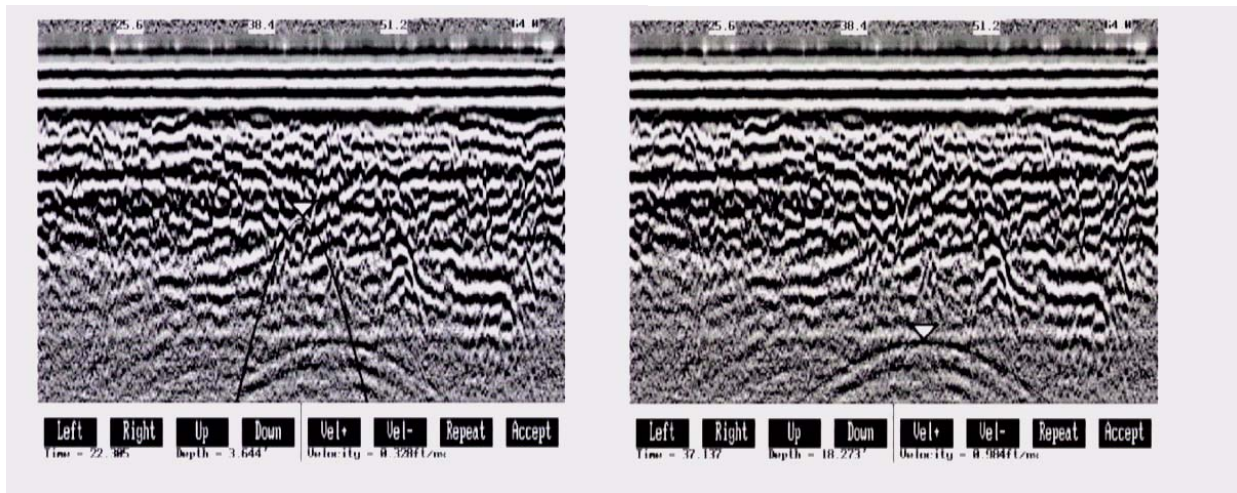 25.6 38.4 51.2 64
Left Right Up Down Vel+ Vel- Repeat Accept
Time = 22.305 Depth = 3.644' Velocity = 0.328ft/ns
25.6 38.4 51.2 64
Left Right Up Down Vel+ Vel- Repeat Accept
Time = 37.137 Depth = 18.273' Velocity = 0.984ft/ns